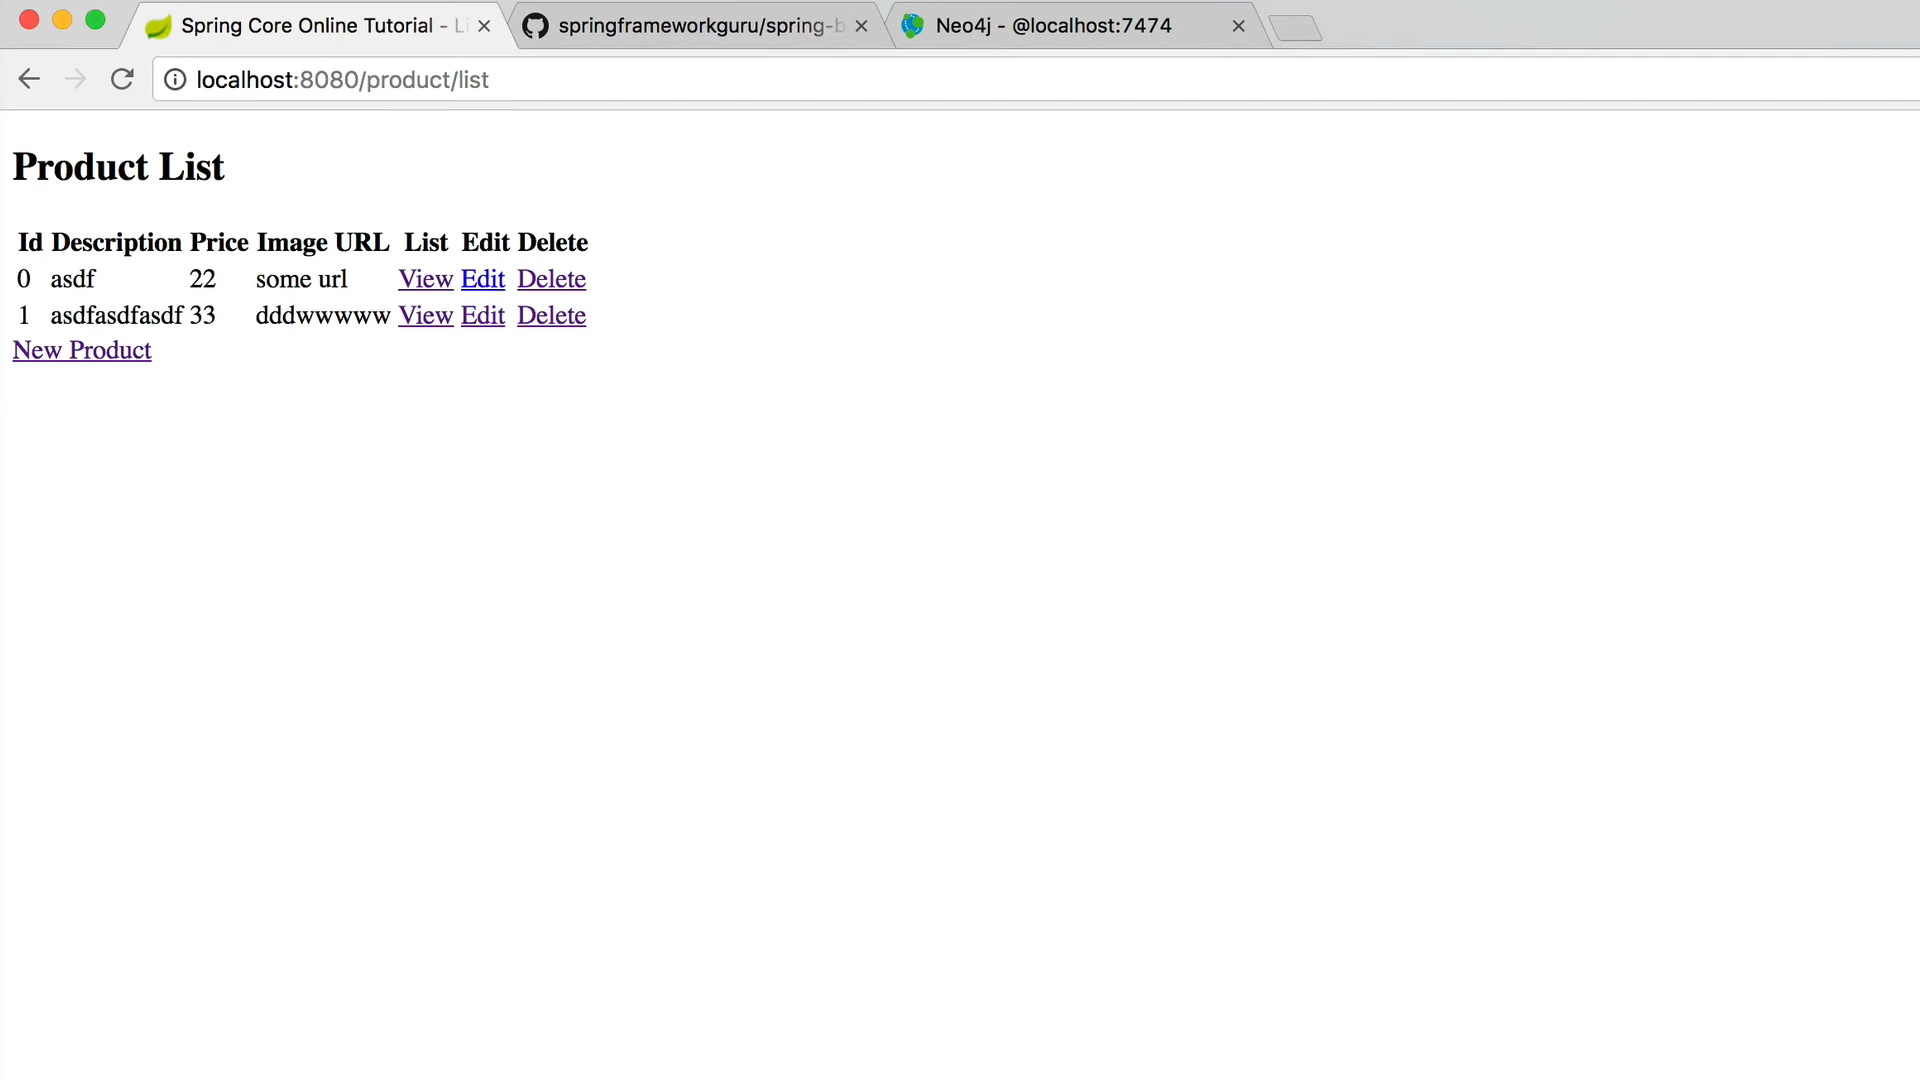 Spring Core Online Tutorial - Li
springframeworkguru/spring-b
Neo4j - @localhost:7474
localhost:8080/product/list
Product List
Id Description Price Image URL List Edit Delete
0 asdf 22 some url View Edit Delete
1 asdfasdfasdf 33 dddwwwww View Edit Delete
New Product